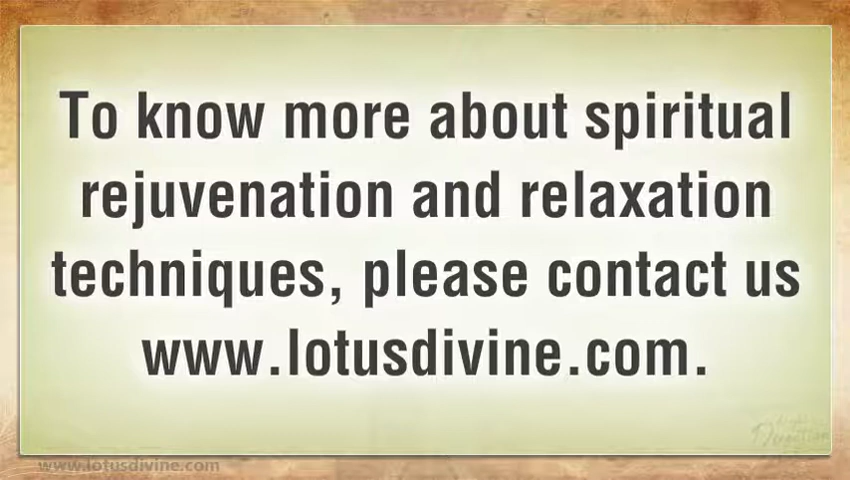 To know more about spiritual
rejuvenation and relaxation
techniques, please contact us
www.lotusdivine.com.
www.lotusdivine.com